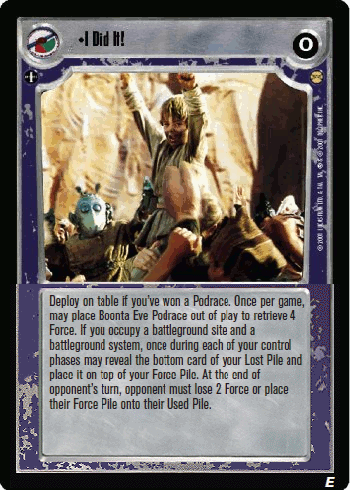 •I Did It!
O
Deploy on table if you've won a Podrace. Once per game,
may place Boonta Eve Podrace out of play to retrieve 4
Force. If you occupy a battleground site and a
battleground system, once during each of your control
phases may reveal the bottom card of your Lost Pile and
place it on top of your Force Pile. At the end of
opponent's turn, opponent must lose 2 Force or place
their Force Pile onto their Used Pile.
E